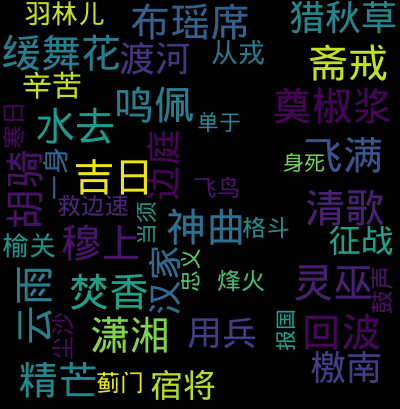 羽林儿
布瑶席
猎秋草
缓舞花
渡河
从戎
斋戒
辛苦
鸣佩
奠椒浆
寒日
水去
单于
边庭
飞满
胡骑
一身
吉日
身死
飞鸟
救边速
清歌
当须
神曲
格斗
征战
榆关
穆上
汉家
忠义
云雨
焚香
烽火
灵巫
鼓声
尘沙
潇湘
用兵
报国
回波
檄南
精芒
蓟门
宿将